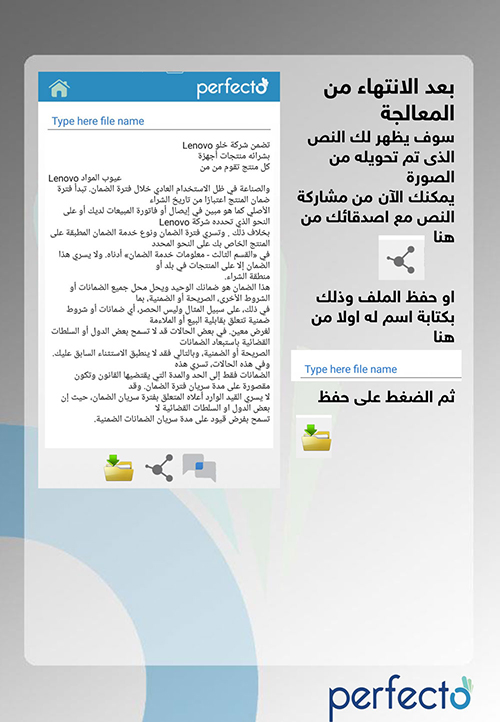 بعد الانتهاء من
المعالجة
سوف يظهر لك النص
الذى تم تحويله من
الصورة
يمكنك الآن من مشاركة
النص مع اصدقائك من
هنا
او حفظ الملف وذلك
بكتابة اسم له اولا من
هنا
Type here file name
ثم الضغط على حفظ
perfecto
Type here file name
تضمن شركة خلو Lenovo
بشرائه منتجات أجهزة
كل منتج تقوم من من
عيوب المواد Lenovo
والصناعة في ظل الاستخدام العادي خلال فترة الضمان. تبدأ فترة
ضمان المنتج اعتبارًا من تاريخ الشراء
الأصلي كما هو مبين في إيصال أو فاتورة المبيعات لديك أو على
النحو الذي تحدده شركة Lenovo
بخلاف ذلك . وتسري فترة الضمان ونوع خدمة الضمان المطبقة على
المنتج الخاص بك على النحو المحدد
في «القسم الثالث - معلومات خدمة الضمان» أدناه. ولا يسري هذا
الضمان إلا على المنتجات في بلد أو
منطقة الشراء.
هذا الضمان هو ضمانك الوحيد ويحل محل جميع الضمانات أو
الشروط الأخرى، الصريحة أو الضمنية، بما
في ذلك، على سبيل المثال وليس الحصر، أي ضمانات أو شروط
ضمنية تتعلق بقابلية البيع أو الملاءمة
لغرض معين. في بعض الحالات قد لا تسمح بعض الدول أو السلطات
القضائية باستبعاد الضمانات
الصريحة أو الضمنية، وبالتالي فقد لا ينطبق الاستثناء السابق عليك.
وفي هذه الحالات، تسري هذه
الضمانات فقط إلى الحد والمدة التي يقتضيها القانون وتكون
مقصورة على مدة سريان فترة الضمان. وقد
لا يسري القيد الوارد أعلاه المتعلق بفترة سريان الضمان، حيث إن
بعض الدول او السلطات القضائية لا
تسمح بفرض قيود على مدة سريان الضمانات الضمنية.
perfecto